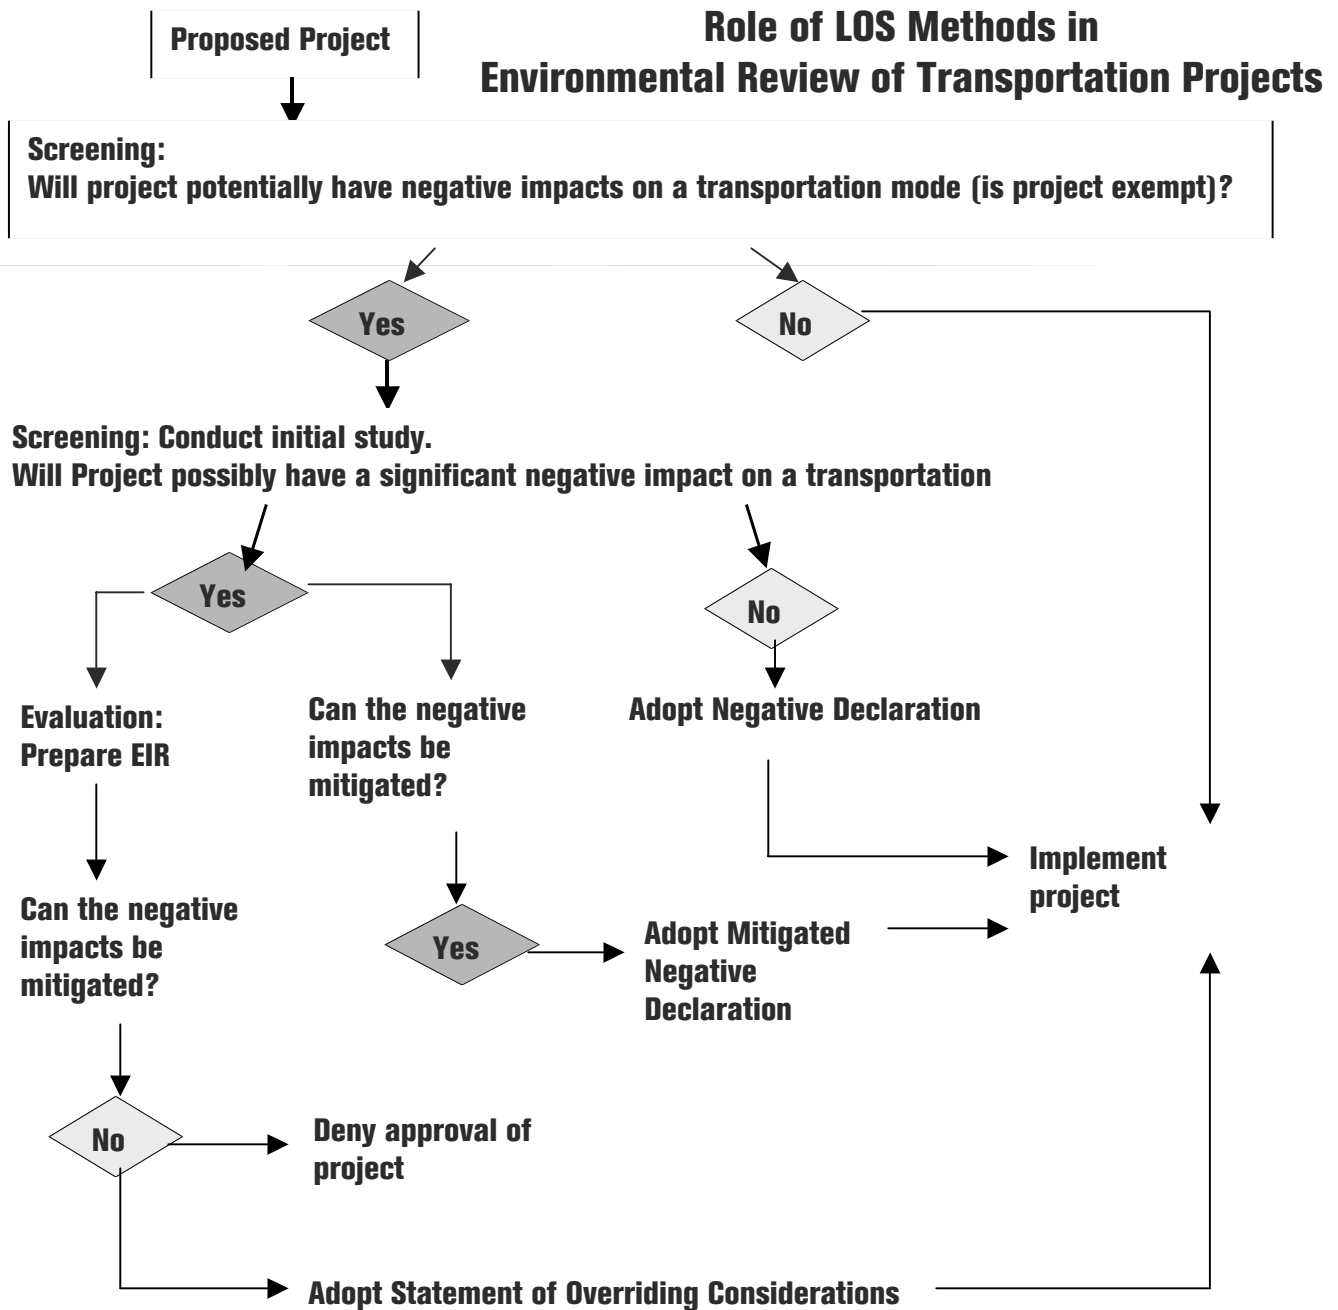 Proposed Project
Role of LOS Methods in
Environmental Review of Transportation Projects
Screening:
Will project potentially have negative impacts on a transportation mode (is project exempt)?
Yes
No
Screening: Conduct initial study.
Will Project possibly have a significant negative impact on a transportation
Yes
No
Evaluation:
Prepare EIR
Can the negative
impacts be
mitigated?
Adopt Negative Declaration
Implement
project
Can the negative
impacts be
mitigated?
Yes
Adopt Mitigated
Negative
Declaration
No
Deny approval of
project
Adopt Statement of Overriding Considerations